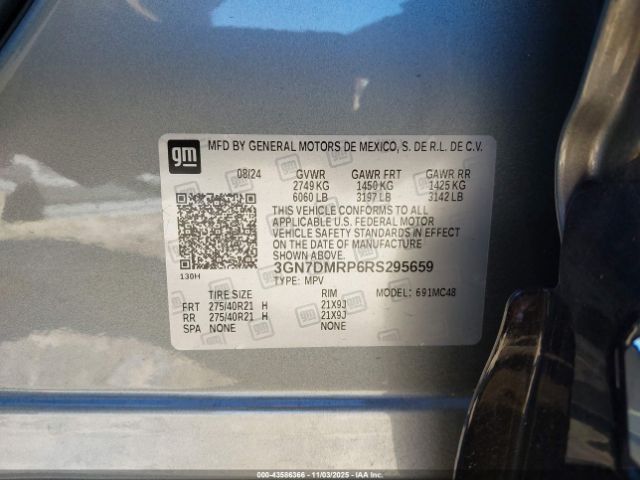 gm
MFD BY GENERAL MOTORS DE MEXICO, S. DE R.L. DE C.V.
08/24 GVWR GAWR FRT GAWR RR
2749 KG 1450 KG 1425 KG
6060 LB 3197 LB 3142 LB
THIS VEHICLE CONFORMS TO ALL
APPLICABLE U.S. FEDERAL MOTOR
VEHICLE SAFETY STANDARDS IN EFFECT
ON THE DATE OF MANUFACTURE
SHOWN ABOVE.
3GN7DMRP6RS295659
130H TYPE: MPV
TIRE SIZE RIM MODEL: 691MC48
FRT 275/40R21 H 21X9J
RR 275/40R21 H 21X9J
SPA NONE NONE
000-43586366 - 11/03/2025 - IAAI.COM